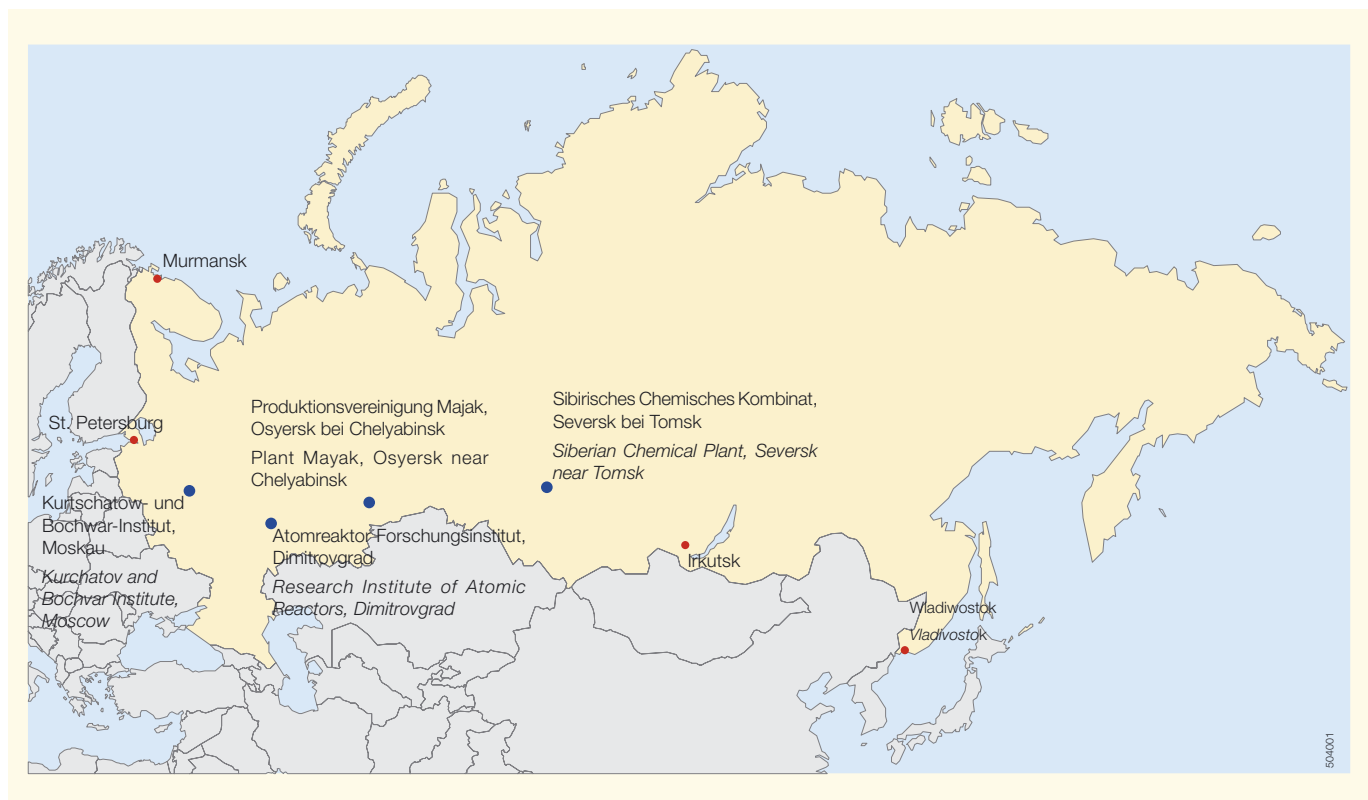 Murmansk
St. Petersburg
Produktionsvereinigung Majak,
Osyersk bei Chelyabinsk
Plant Mayak, Osyersk near
Chelyabinsk
Sibirisches Chemisches Kombinat,
Seversk bei Tomsk
Siberian Chemical Plant, Seversk
near Tomsk
Kurtschatow- und
Bochwar-Institut,
Moskau
Kurchatov and
Bochvar Institute,
Moscow
Atomreaktor-Forschungsinstitut,
Dimitrovgrad
Research Institute of Atomic
Reactors, Dimitrovgrad
Irkutsk
Wladiwostok
Vladivostok
504001